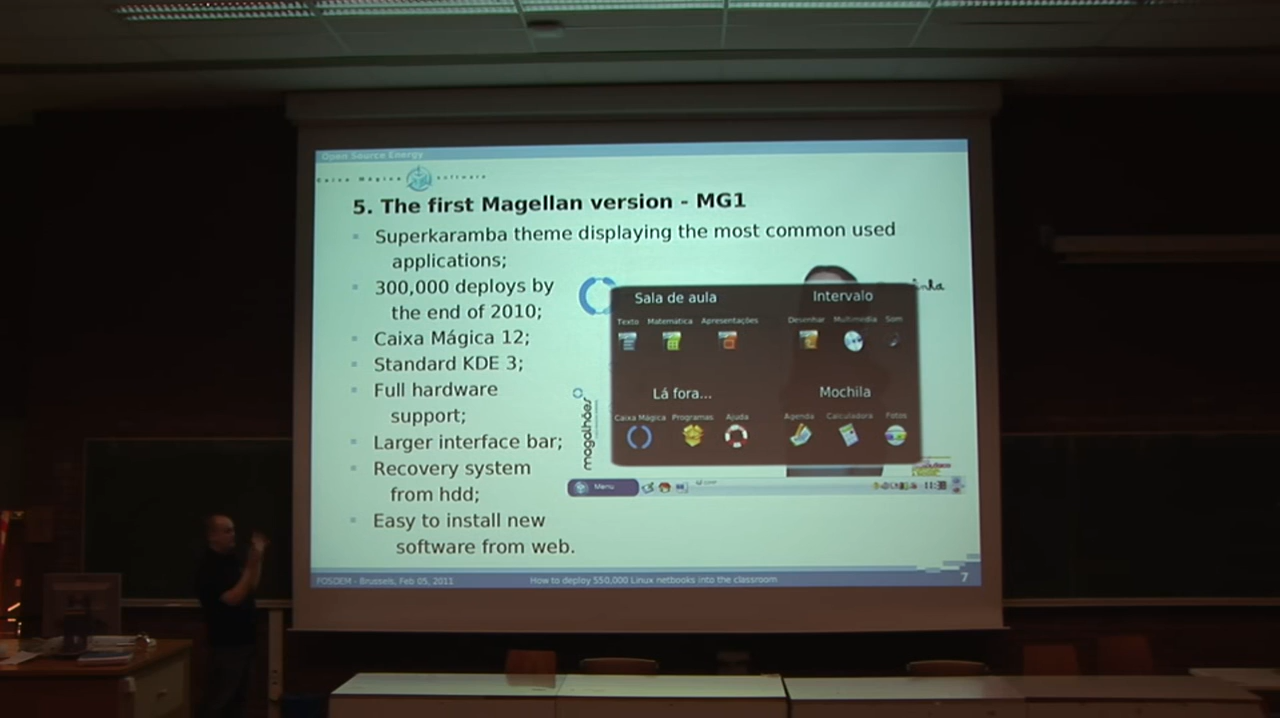 Open Source Energy
Caixa Mágica software
5. The first Magellan version - MG1
Superkaramba theme displaying the most common used
applications;
300,000 deploys by
the end of 2010;
Caixa Mágica 12;
Standard KDE 3;
Full hardware
support;
Larger interface bar;
Recovery system
from hdd;
Easy to install new
software from web.
Sala de aula
Intervalo
Texto Matemática Apresentações
Desenhar Multimédia Som
Lá fora...
Mochila
Caixa Mágica Programas Ajuda
Agenda Calculadora Fotos
magalhães
Menu
11:38
FOSDEM - Brussels, Feb 05, 2011
How to deploy 550,000 Linux netbooks into the classroom
7